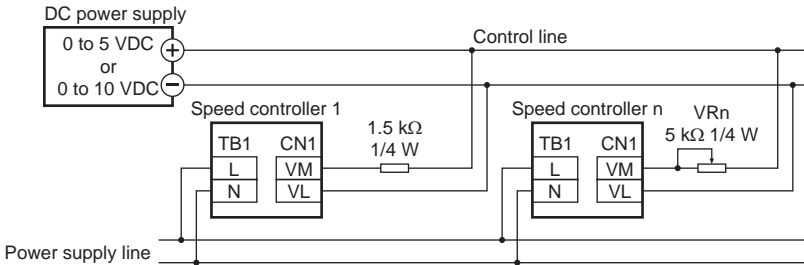 DC power supply
0 to 5 VDC
or
0 to 10 VDC
+
−
Control line
Speed controller 1
TB1 CN1
L VM
N VL
1.5 kΩ
1/4 W
Speed controller n
TB1 CN1
L VM
N VL
VRn
5 kΩ 1/4 W
Power supply line